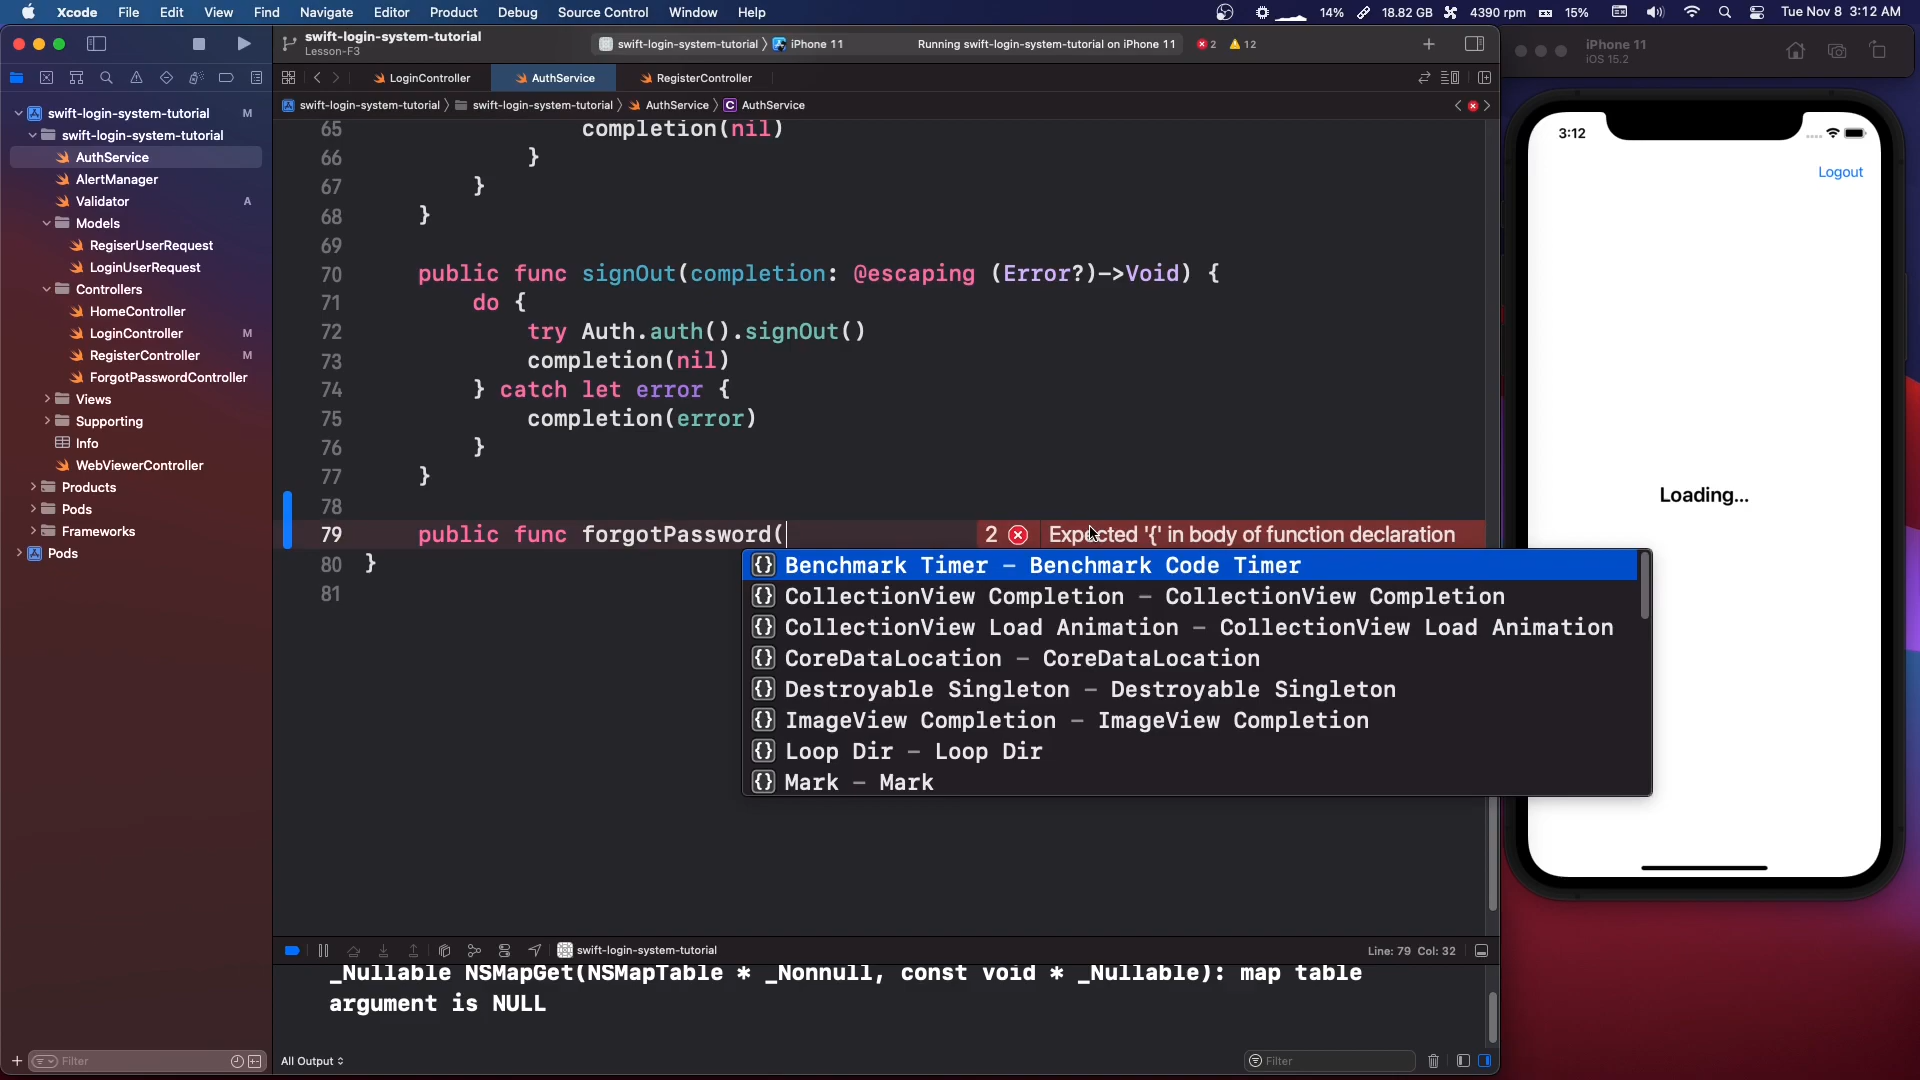 Xcode File Edit View Find Navigate Editor Product Debug Source Control Window Help 14% 18.82 GB 4390 rpm 15% Tue Nov 8 3:12 AM
swift-login-system-tutorial
Lesson-F3
swift-login-system-tutorial iPhone 11 Running swift-login-system-tutorial on iPhone 11 2 12
iPhone 11
iOS 15.2
LoginController AuthService RegisterController
swift-login-system-tutorial swift-login-system-tutorial AuthService C AuthService
swift-login-system-tutorial M
swift-login-system-tutorial
AuthService
AlertManager
Validator A
Models
RegiserUserRequest
LoginUserRequest
Controllers
HomeController
LoginController M
RegisterController M
ForgotPasswordController
Views
Supporting
Info
WebViewerController
Products
Pods
Frameworks
Pods
Filter
65 completion(nil)
66 }
67 }
68 }
69
70 public func signOut(completion: @escaping (Error?)->Void) {
71 do {
72 try Auth.auth().signOut()
73 completion(nil)
74 } catch let error {
75 completion(error)
76 }
77 }
78
79 public func forgotPassword( 2 Expected '{' in body of function declaration
80 }
81
{} Benchmark Timer – Benchmark Code Timer
{} CollectionView Completion – CollectionView Completion
{} CollectionView Load Animation – CollectionView Load Animation
{} CoreDataLocation – CoreDataLocation
{} Destroyable Singleton – Destroyable Singleton
{} ImageView Completion – ImageView Completion
{} Loop Dir – Loop Dir
{} Mark – Mark
swift-login-system-tutorial Line: 79 Col: 32
_Nullable NSMapGet(NSMapTable * _Nonnull, const void * _Nullable): map table
argument is NULL
All Output Filter
3:12
Logout
Loading...